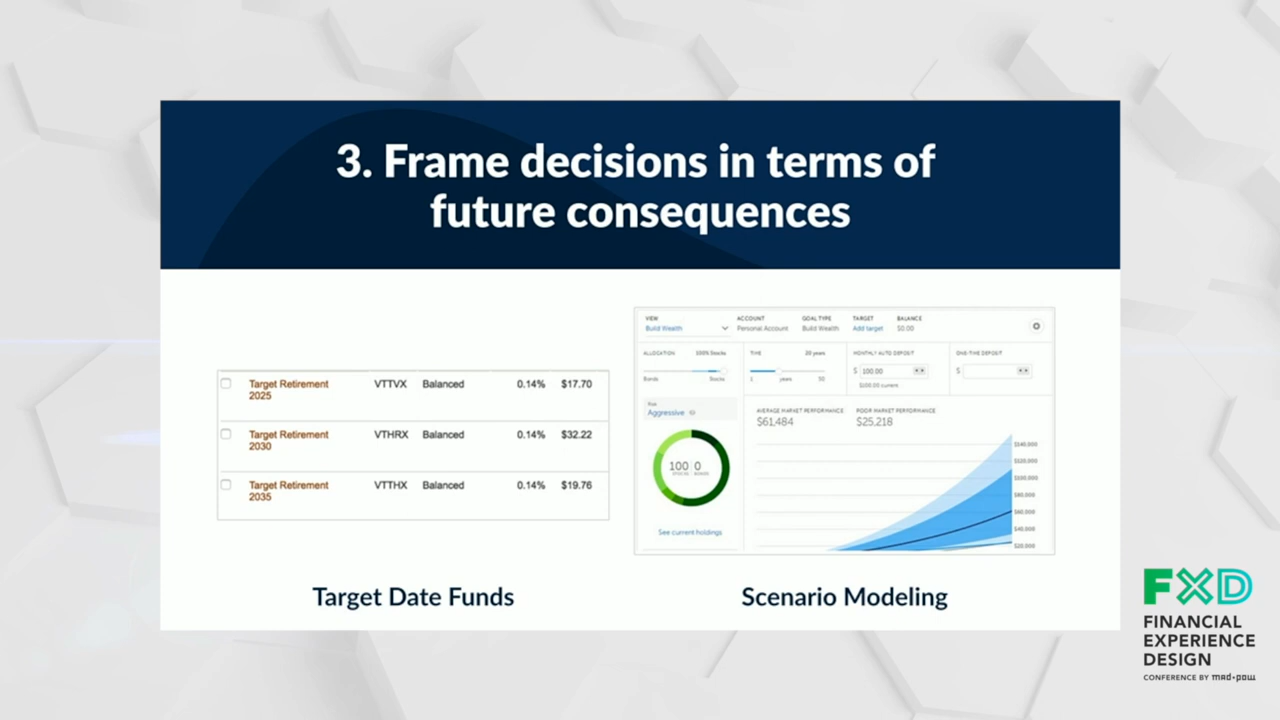 3. Frame decisions in terms of
future consequences
Target Retirement
2025
VTTVX Balanced 0.14% $17.70
Target Retirement
2030
VTHRX Balanced 0.14% $32.22
Target Retirement
2035
VTTHX Balanced 0.14% $19.76
Target Date Funds
VIEW ACCOUNT GOAL TYPE TARGET BALANCE
Build Wealth Personal Account Build Wealth Add target $0.00
ALLOCATION 100% Stocks TIME 20 years MONTHLY AUTO DEPOSIT ONE-TIME DEPOSIT
$ 100.00 $
Bonds Stocks 1 years 50 $100.00 current
Risk
Aggressive
AVERAGE MARKET PERFORMANCE POOR MARKET PERFORMANCE
$61,484 $25,218
100 0
See current holdings
$140,000
$120,000
$100,000
$80,000
$60,000
$40,000
$20,000
Scenario Modeling
FXD
FINANCIAL
EXPERIENCE
DESIGN
CONFERENCE BY mad*pow